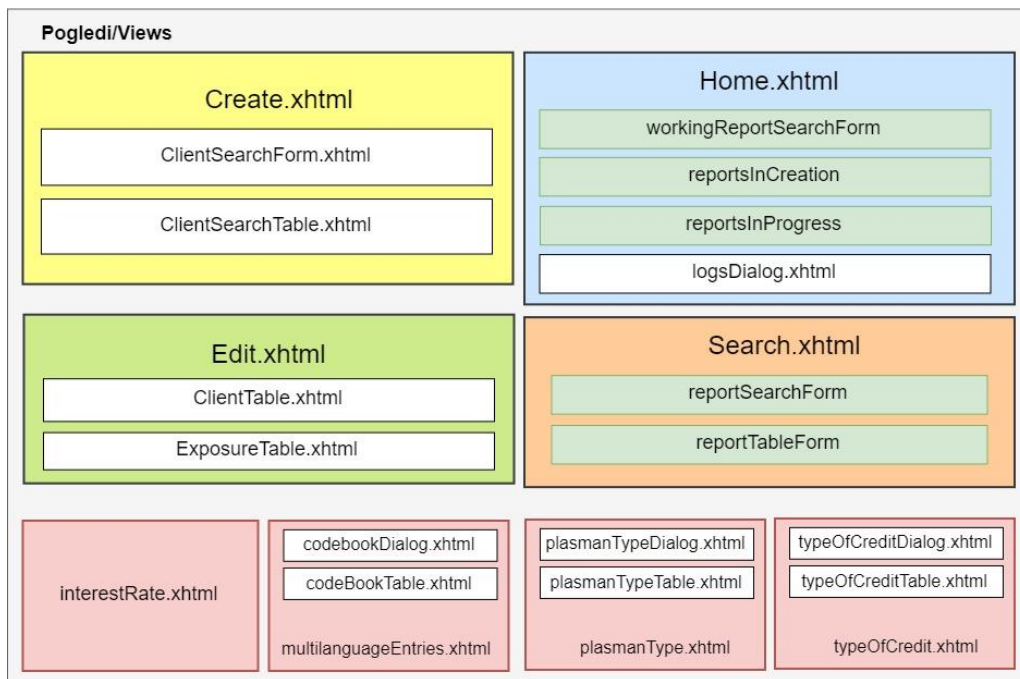 Pogledi/Views
Create.xhtml
ClientSearchForm.xhtml
ClientSearchTable.xhtml
Home.xhtml
workingReportSearchForm
reportsInCreation
reportsInProgress
logsDialog.xhtml
Edit.xhtml
ClientTable.xhtml
ExposureTable.xhtml
Search.xhtml
reportSearchForm
reportTableForm
interestRate.xhtml
codebookDialog.xhtml
codeBookTable.xhtml
multilanguageEntries.xhtml
plasmanTypeDialog.xhtml
plasmanTypeTable.xhtml
plasmanType.xhtml
typeOfCreditDialog.xhtml
typeOfCreditTable.xhtml
typeOfCredit.xhtml